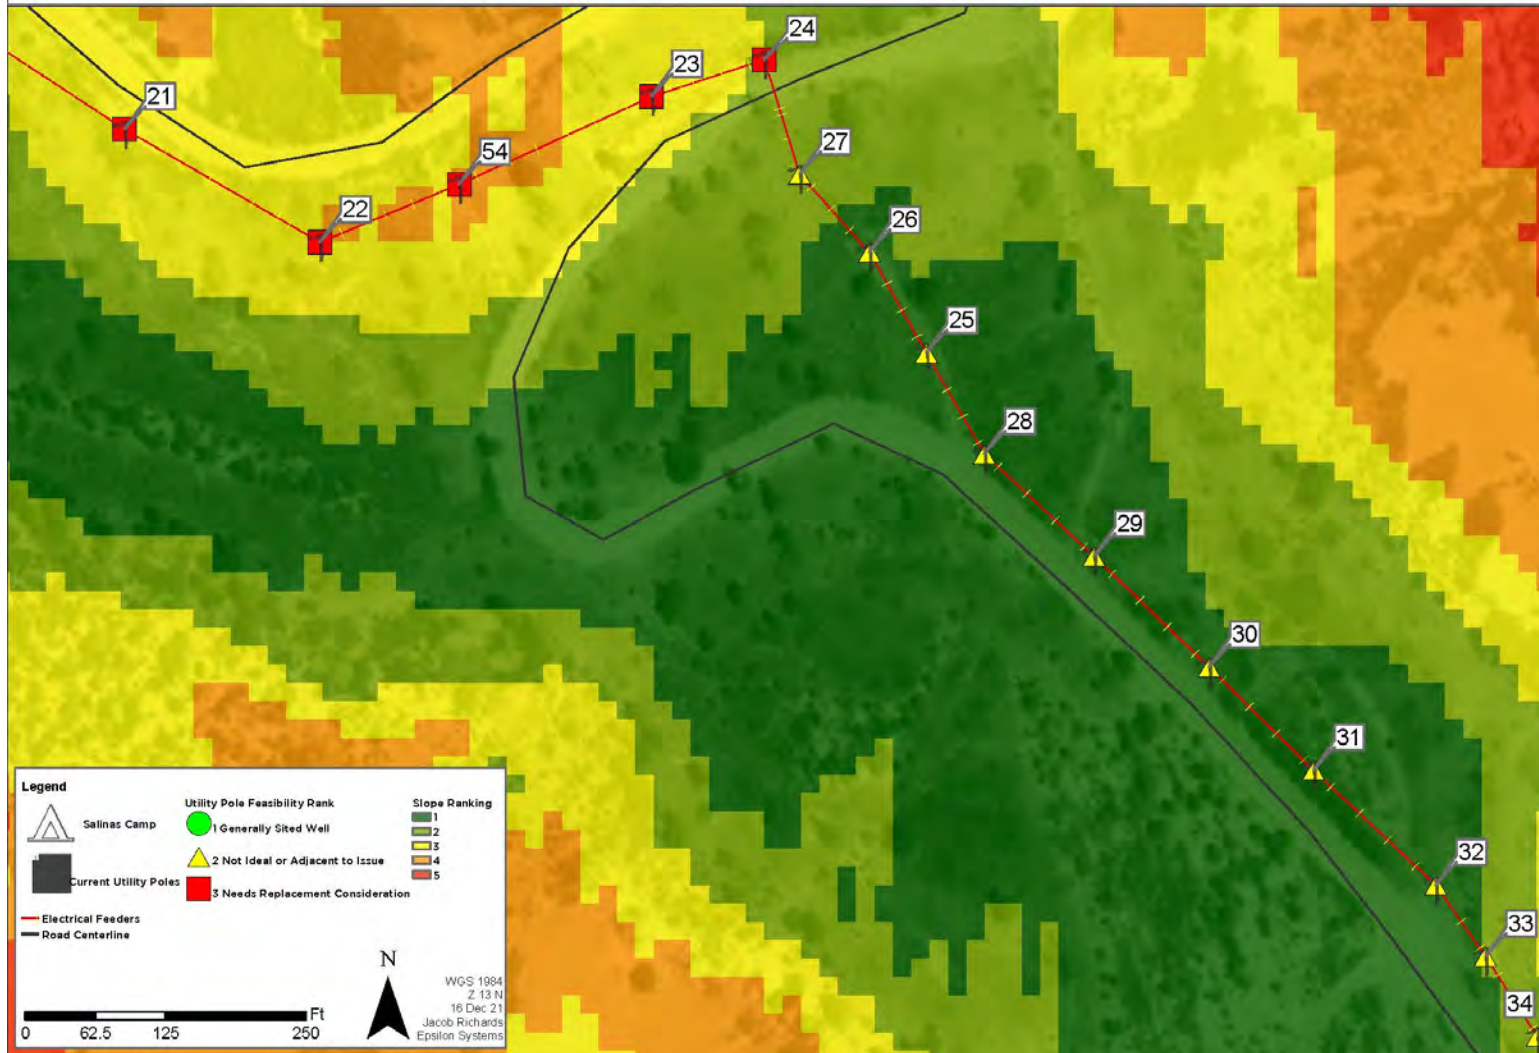 24
23
21
54
27
22
26
25
28
29
30
31
32
33
34
Legend
Salinas Camp
Current Utility Poles
Electrical Feeders
Road Centerline
Utility Pole Feasibility Rank
1 Generally Sited Well
2 Not Ideal or Adjacent to Issue
3 Needs Replacement Consideration
Slope Ranking
1
2
3
4
5
N
WGS 1984
Z 13 N
16 Dec 21
Jacob Richards
Epsilon Systems
Ft
0 62.5 125 250